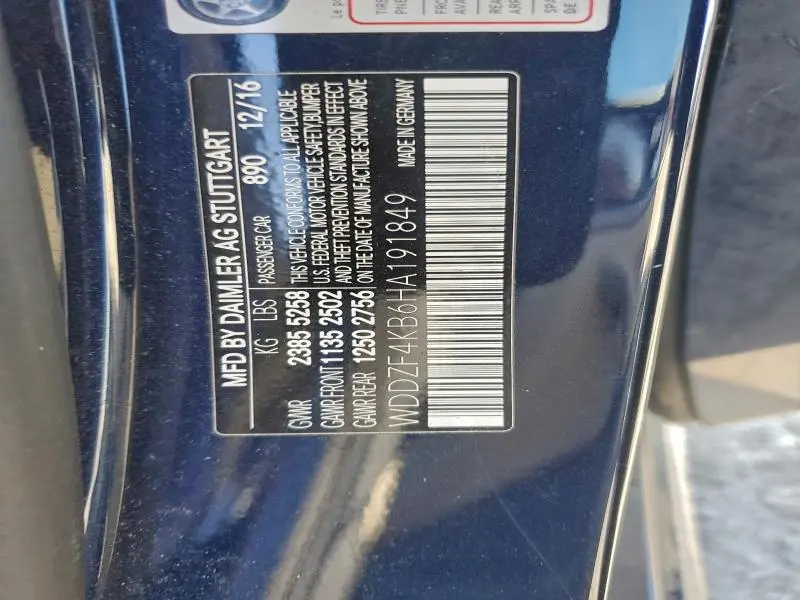 MFD BY DAIMLER AG STUTTGART
KG LBS PASSENGER CAR 890 12/16
GVWR 2385 5258
GAWR FRONT 1135 2502
GAWR REAR 1250 2756
THIS VEHICLE CONFORMS TO ALL APPLICABLE
U.S. FEDERAL MOTOR VEHICLE SAFETY, BUMPER
AND THEFT PREVENTION STANDARDS IN EFFECT
ON THE DATE OF MANUFACTURE SHOWN ABOVE
WDDZF4KB6HA191849 MADE IN GERMANY
Le
TIRE